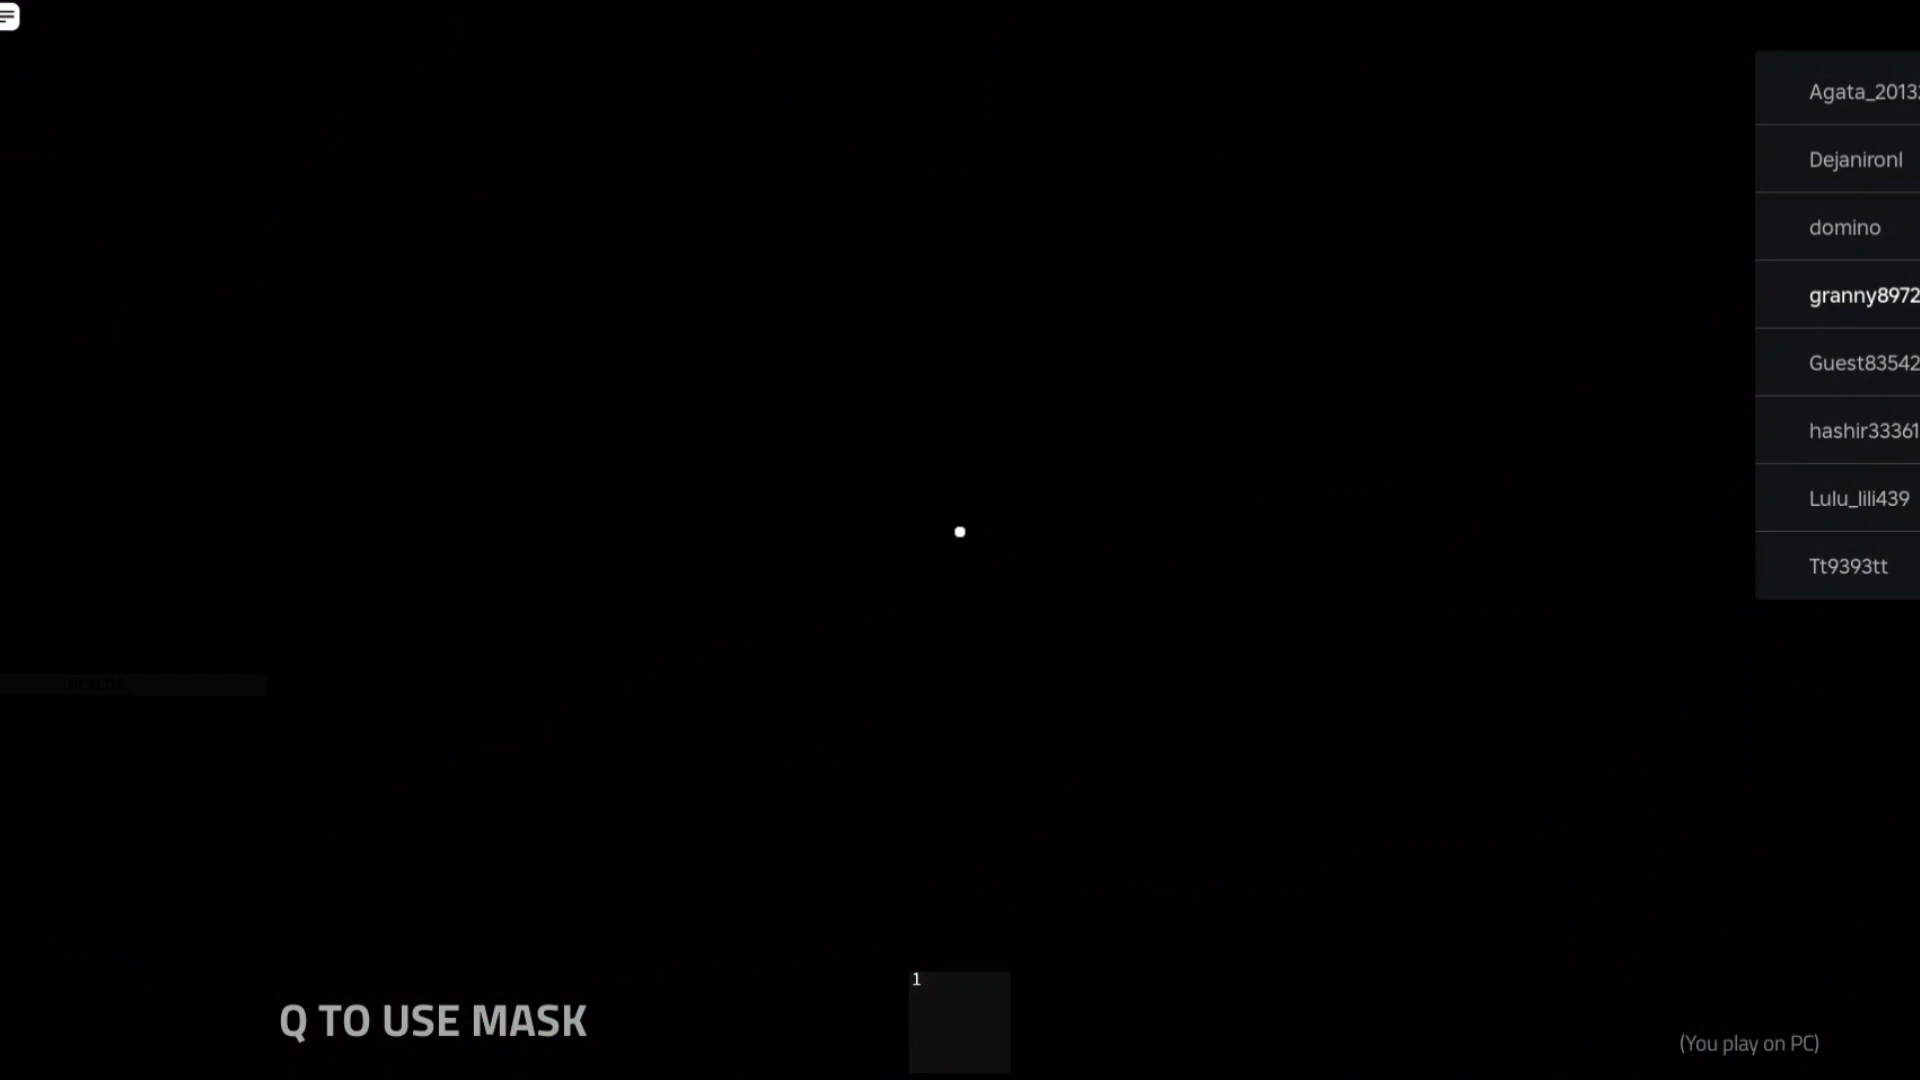 Agata_2013
Dejanironl
domino
granny8972
Guest83542
hashir33361
Lulu_lili439
Tt9393tt
1
Q TO USE MASK
(You play on PC)